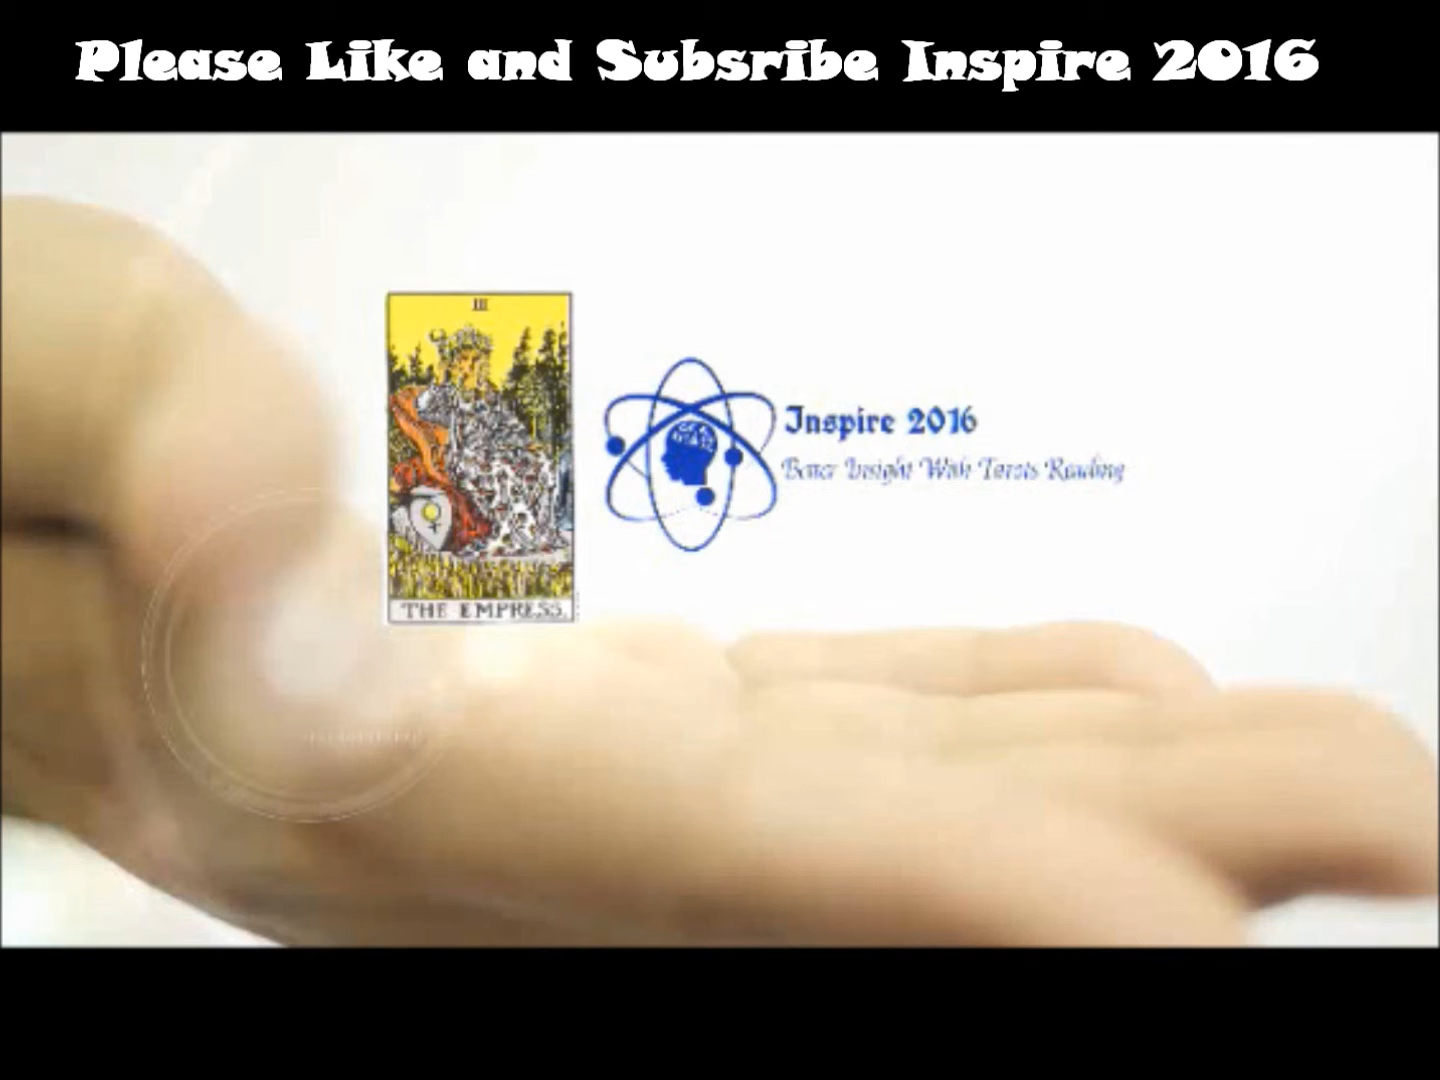 Please Like and Subsribe Inspire 2016
III
Inspire 2016
Better Insight With Tarots Reading
THE EMPRESS.